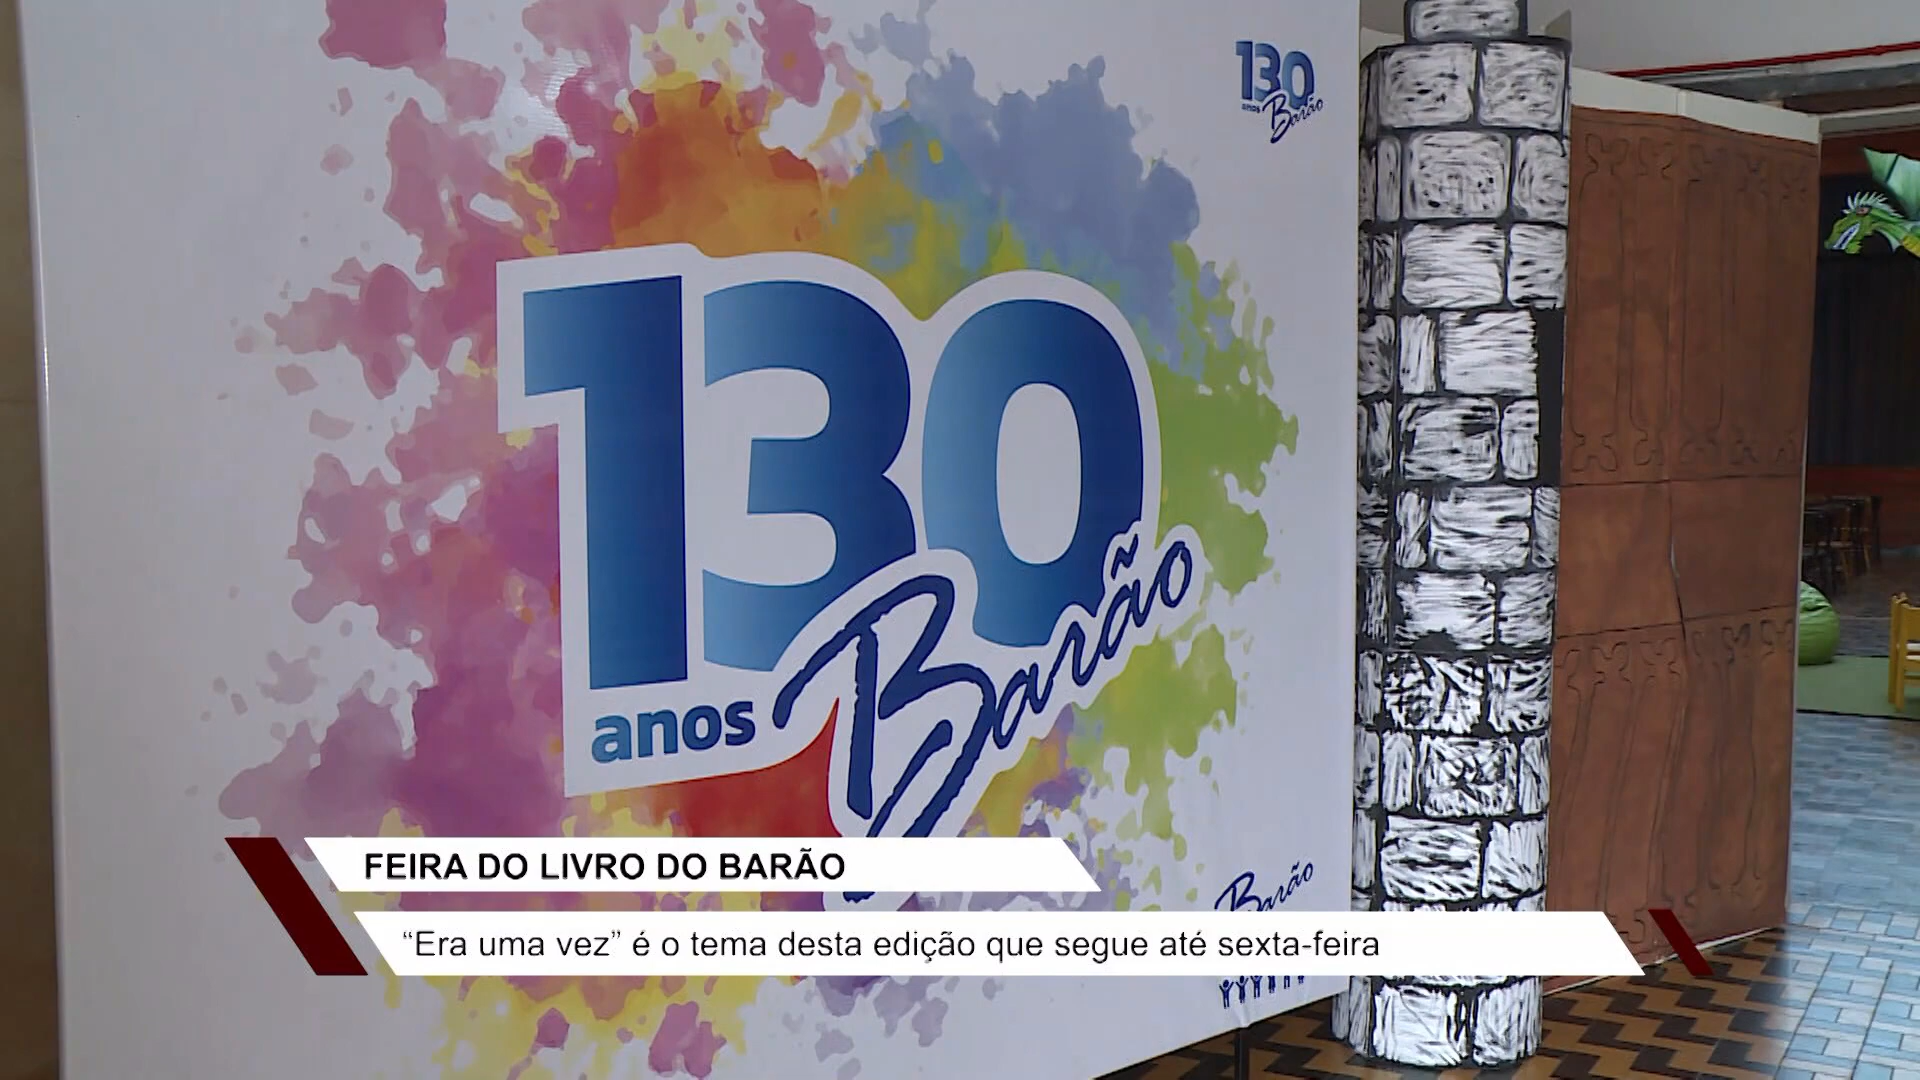 130
anos Barão
130
anos
Barão
FEIRA DO LIVRO DO BARÃO
“Era uma vez” é o tema desta edição que segue até sexta-feira
Barão